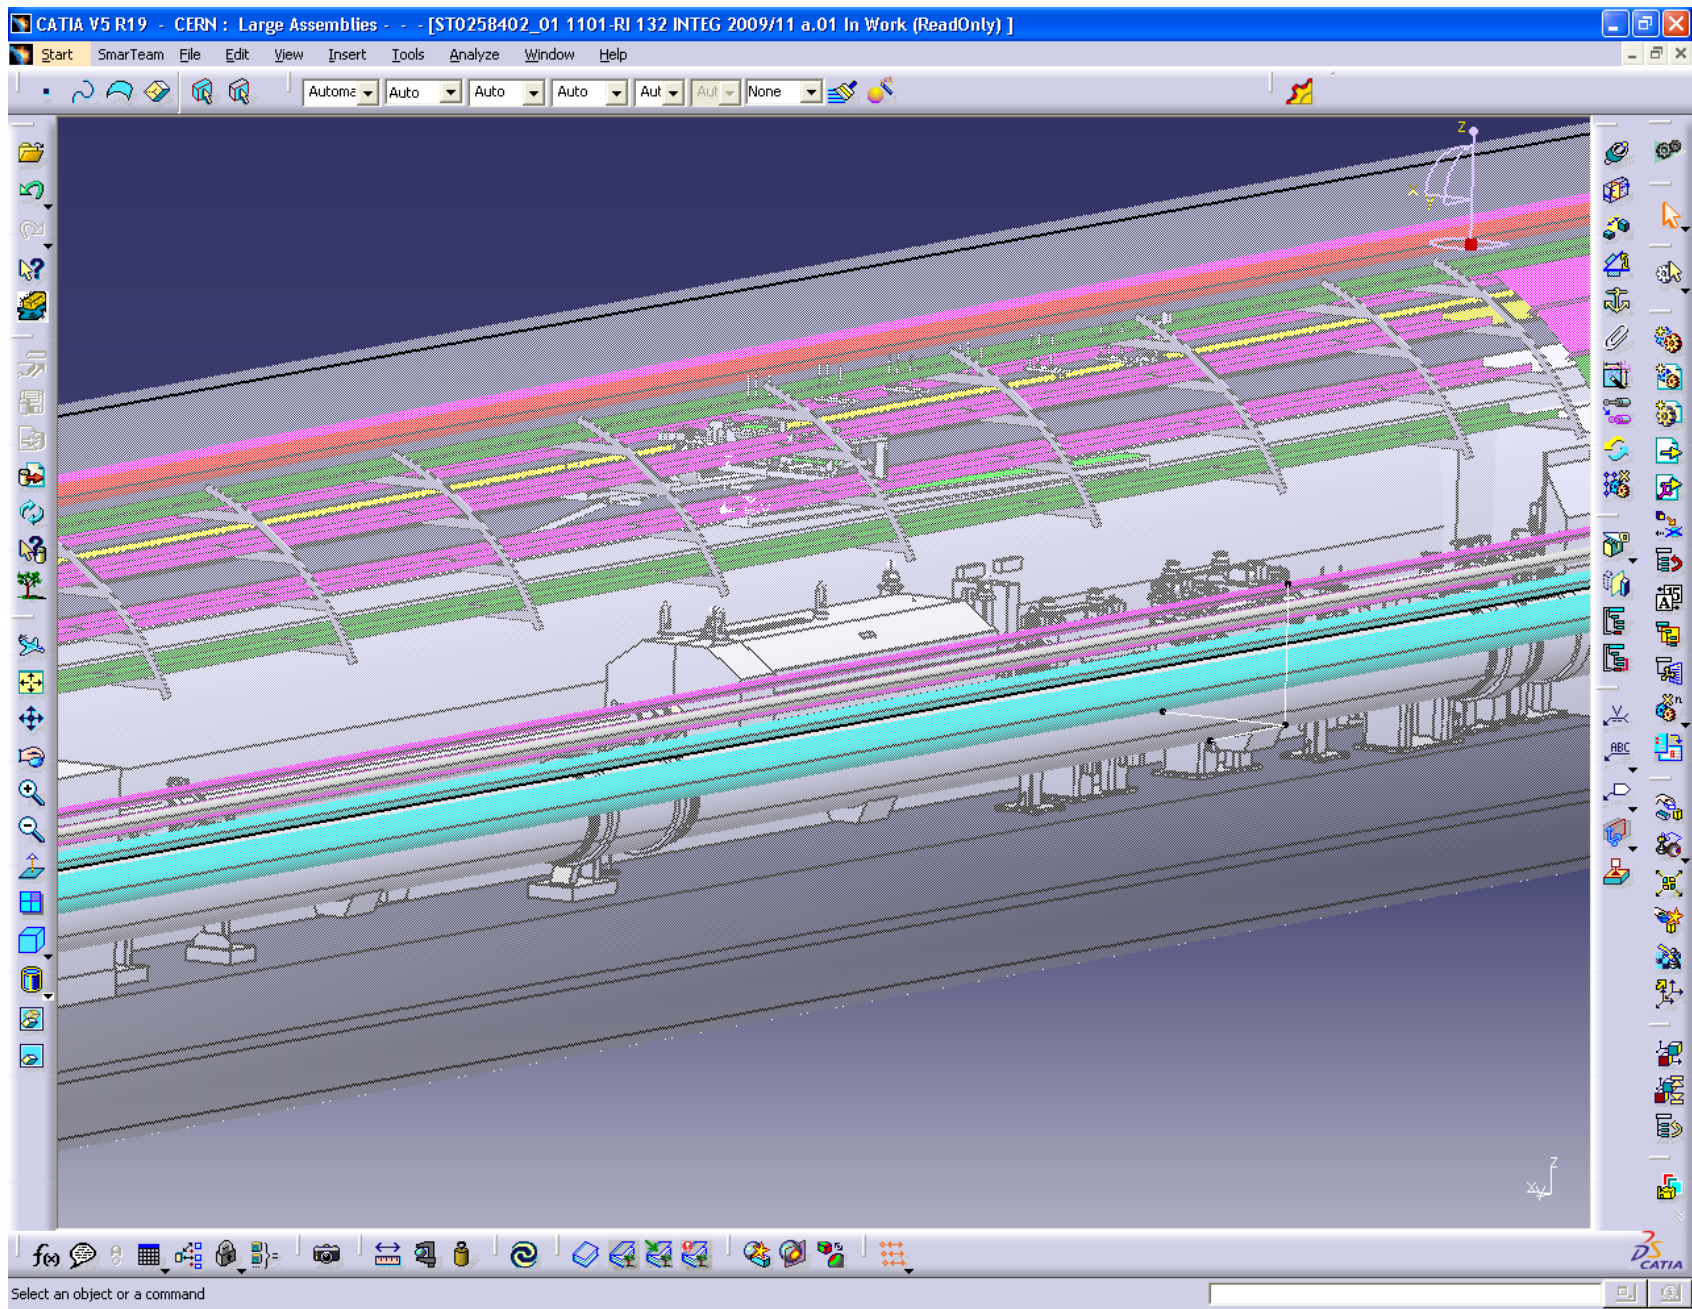 CATIA V5 R19 - CERN : Large Assemblies - - - [ST0258402_01 1101-RI 132 INTEG 2009/11 a.01 In Work (ReadOnly) ]
Start SmarTeam File Edit View Insert Tools Analyze Window Help
Automa Auto Auto Auto Aut Aut None
Z
X
Y
ABC
z
x y
f(x)
DS CATIA
Select an object or a command